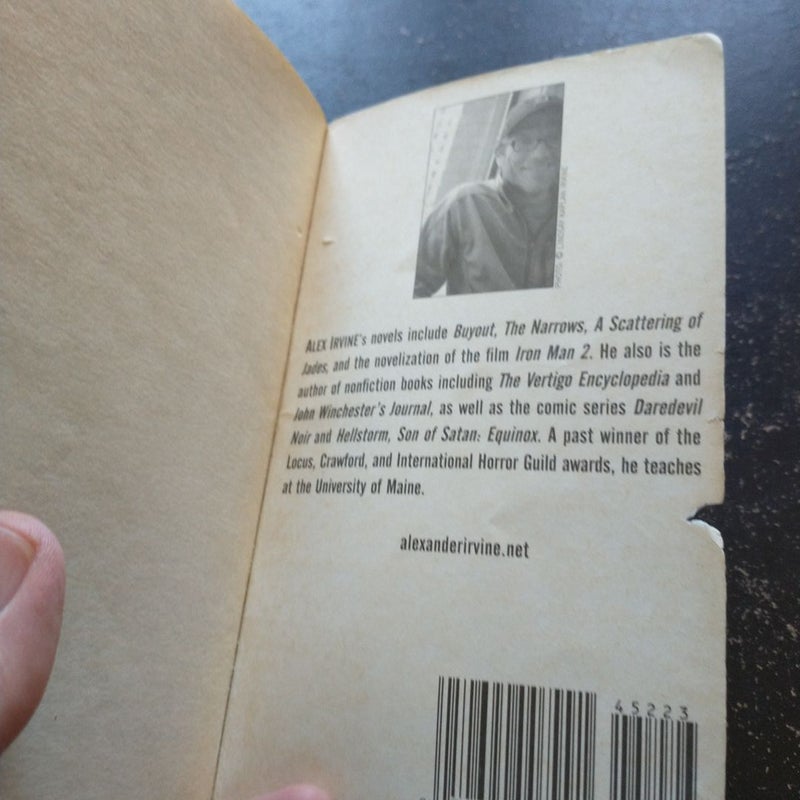 PHOTO: © LINDSAY
ALEX IRVINE's novels include Buyout, The Narrows, A Scattering of
Jades, and the novelization of the film Iron Man 2. He also is the
author of nonfiction books including The Vertigo Encyclopedia and
John Winchester's Journal, as well as the comic series Daredevil
Noir and Hellstorm, Son of Satan: Equinox. A past winner of the
Locus, Crawford, and International Horror Guild awards, he teaches
at the University of Maine.
alexanderirvine.net
45223